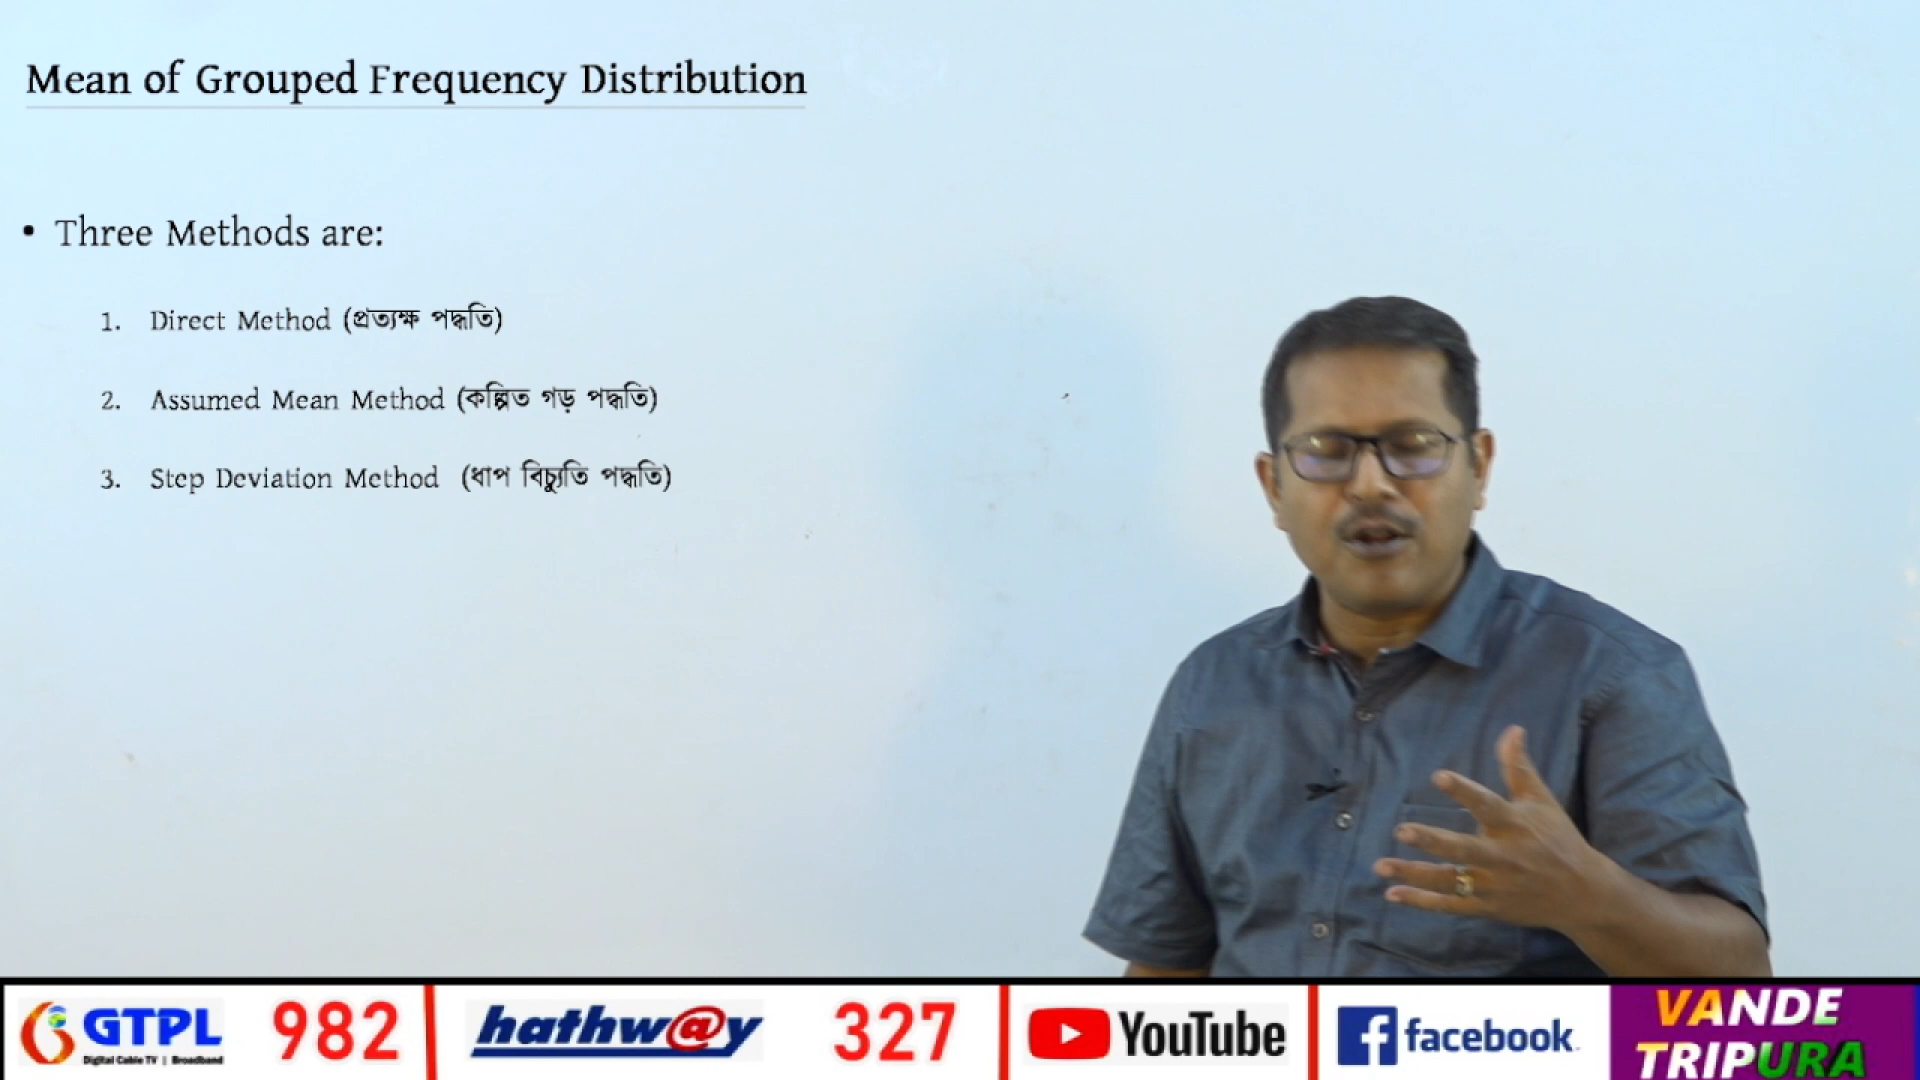 Mean of Grouped Frequency Distribution
• Three Methods are:
1. Direct Method (প্রত্যক্ষ পদ্ধতি)
2. Assumed Mean Method (কল্পিত গড় পদ্ধতি)
3. Step Deviation Method (ধাপ বিচ্যুতি পদ্ধতি)
GTPL 982 hathw@y 327 YouTube facebook VANDE TRIPURA
Digital Cable TV | Broadband